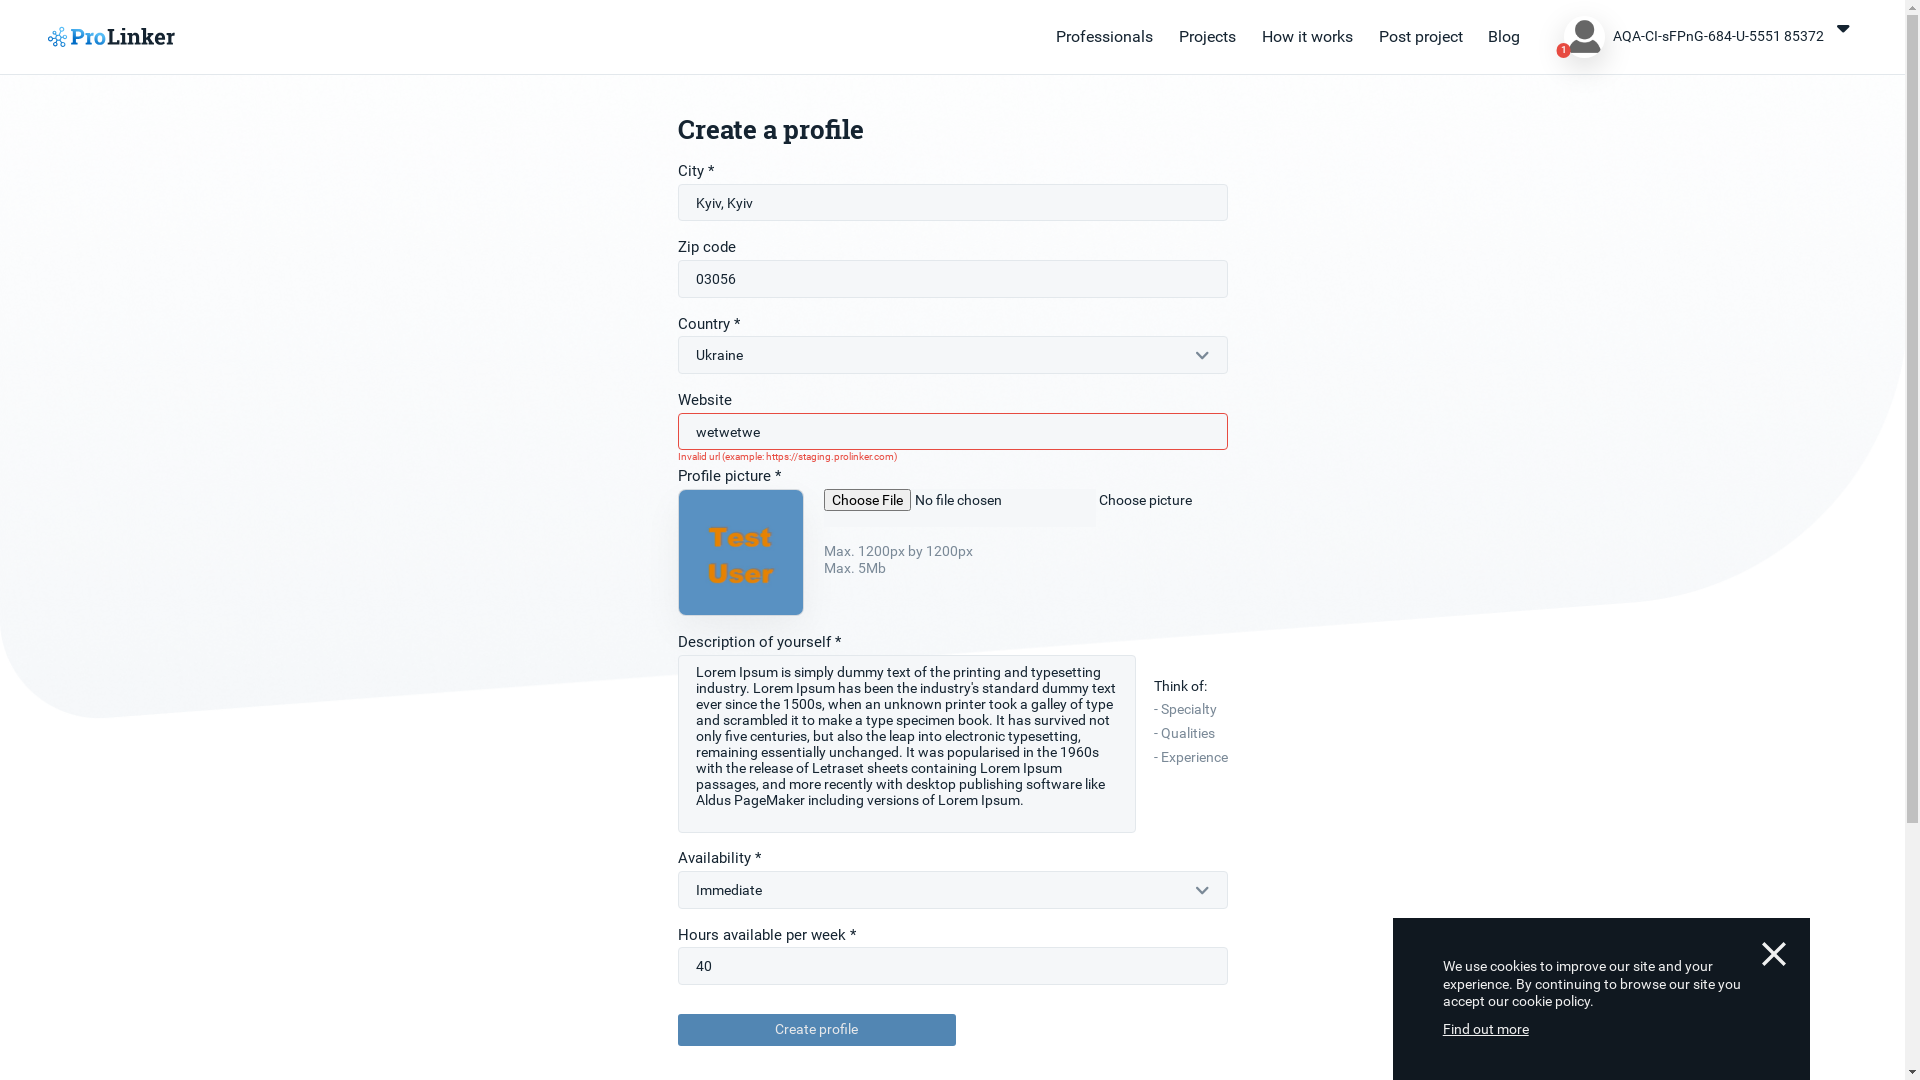 ProLinker
Professionals
Projects
How it works
Post project
Blog
1
AQA-CI-sFPnG-684-U-5551 85372
Create a profile
City *
Kyiv, Kyiv
Zip code
03056
Country *
Ukraine
Website
wetwetwe
Invalid url (example: https://staging.prolinker.com)
Profile picture *
Test
User
Choose File No file chosen
Choose picture
Max. 1200px by 1200px
Max. 5Mb
Description of yourself *
Lorem Ipsum is simply dummy text of the printing and typesetting
industry. Lorem Ipsum has been the industry's standard dummy text
ever since the 1500s, when an unknown printer took a galley of type
and scrambled it to make a type specimen book. It has survived not
only five centuries, but also the leap into electronic typesetting,
remaining essentially unchanged. It was popularised in the 1960s
with the release of Letraset sheets containing Lorem Ipsum
passages, and more recently with desktop publishing software like
Aldus PageMaker including versions of Lorem Ipsum.
Think of:
- Specialty
- Qualities
- Experience
Availability *
Immediate
Hours available per week *
40
Create profile
We use cookies to improve our site and your
experience. By continuing to browse our site you
accept our cookie policy.
Find out more